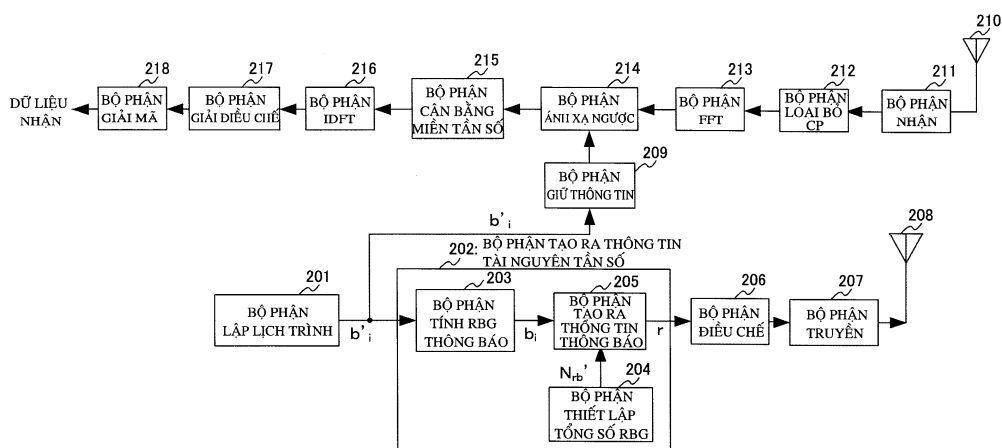 210
218
217
216
215
214
213
212
211
DỮ LIỆU
NHẬN
BỘ PHẬN
GIẢI MÃ
BỘ PHẬN
GIẢI ĐIỀU CHẾ
BỘ PHẬN
IDFT
BỘ PHẬN
CÂN BẰNG
MIỀN TẦN SỐ
BỘ PHẬN
ÁNH XẠ NGƯỢC
BỘ PHẬN
FFT
BỘ PHẬN
LOẠI BỎ
CP
BỘ PHẬN
NHẬN
209
BỘ PHẬN
GIỮ THÔNG TIN
b'i
202: BỘ PHẬN TẠO RA THÔNG TIN
TÀI NGUYÊN TẦN SỐ
208
201
203
205
206
207
BỘ PHẬN
LẬP LỊCH TRÌNH
b'i
BỘ PHẬN
TÍNH RBG
THÔNG BÁO
bi
BỘ PHẬN
TẠO RA
THÔNG TIN
THÔNG BÁO
r
BỘ PHẬN
ĐIỀU CHẾ
BỘ PHẬN
TRUYỀN
Nrb'
204
BỘ PHẬN
THIẾT LẬP
TỔNG SỐ RBG